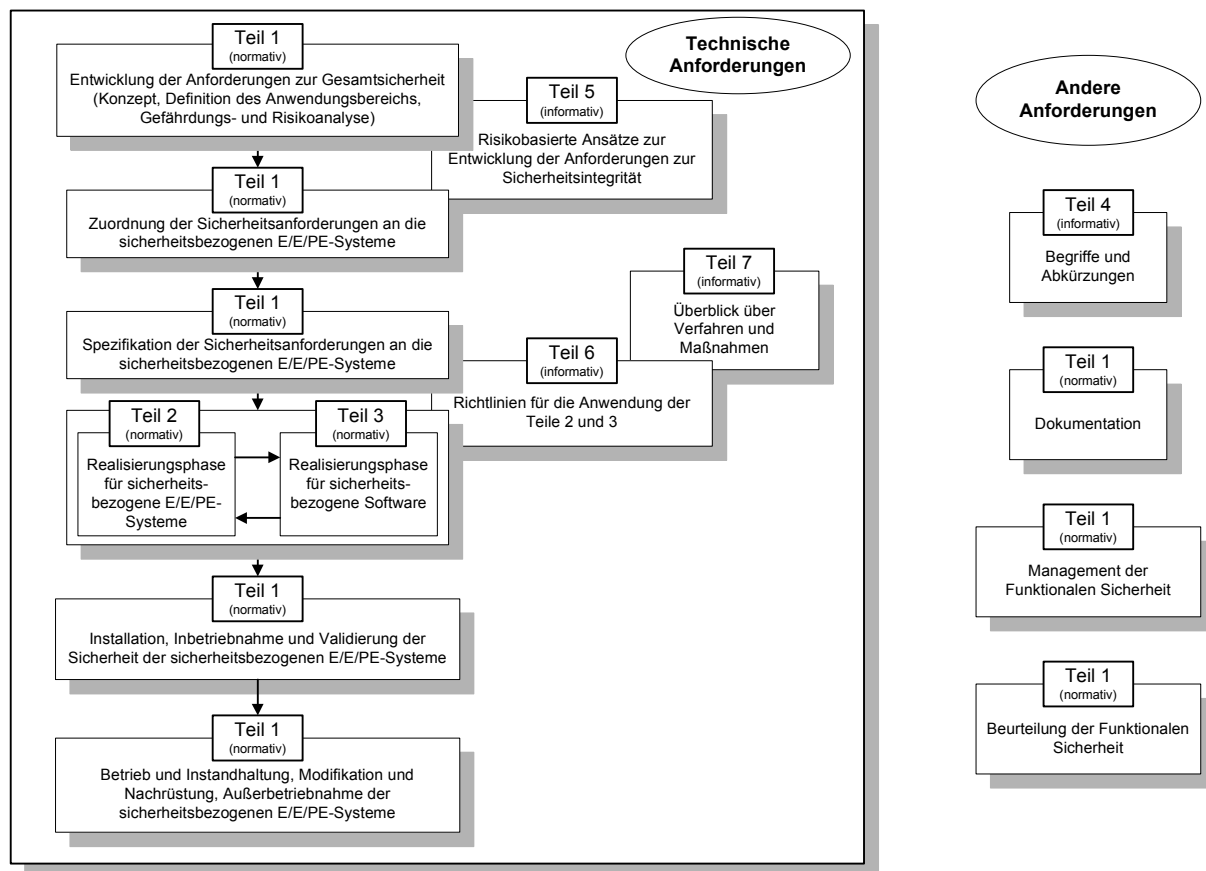 Technische
Anforderungen
Teil 1
(normativ)
Entwicklung der Anforderungen zur Gesamtsicherheit
(Konzept, Definition des Anwendungsbereichs,
Gefährdungs- und Risikoanalyse)
Teil 5
(informativ)
Risikobasierte Ansätze zur
Entwicklung der Anforderungen zur
Sicherheitsintegrität
Teil 1
(normativ)
Zuordnung der Sicherheitsanforderungen an die
sicherheitsbezogenen E/E/PE-Systeme
Teil 1
(normativ)
Spezifikation der Sicherheitsanforderungen an die
sicherheitsbezogenen E/E/PE-Systeme
Teil 7
(informativ)
Überblick über
Verfahren und
Maßnahmen
Teil 6
(informativ)
Richtlinien für die Anwendung der
Teile 2 und 3
Teil 2
(normativ)
Realisierungsphase
für sicherheits-
bezogene E/E/PE-
Systeme
Teil 3
(normativ)
Realisierungsphase
für sicherheits-
bezogene Software
Teil 1
(normativ)
Installation, Inbetriebnahme und Validierung der
Sicherheit der sicherheitsbezogenen E/E/PE-Systeme
Teil 1
(normativ)
Betrieb und Instandhaltung, Modifikation und
Nachrüstung, Außerbetriebnahme der
sicherheitsbezogenen E/E/PE-Systeme
Andere
Anforderungen
Teil 4
(informativ)
Begriffe und
Abkürzungen
Teil 1
(normativ)
Dokumentation
Teil 1
(normativ)
Management der
Funktionalen Sicherheit
Teil 1
(normativ)
Beurteilung der Funktionalen
Sicherheit